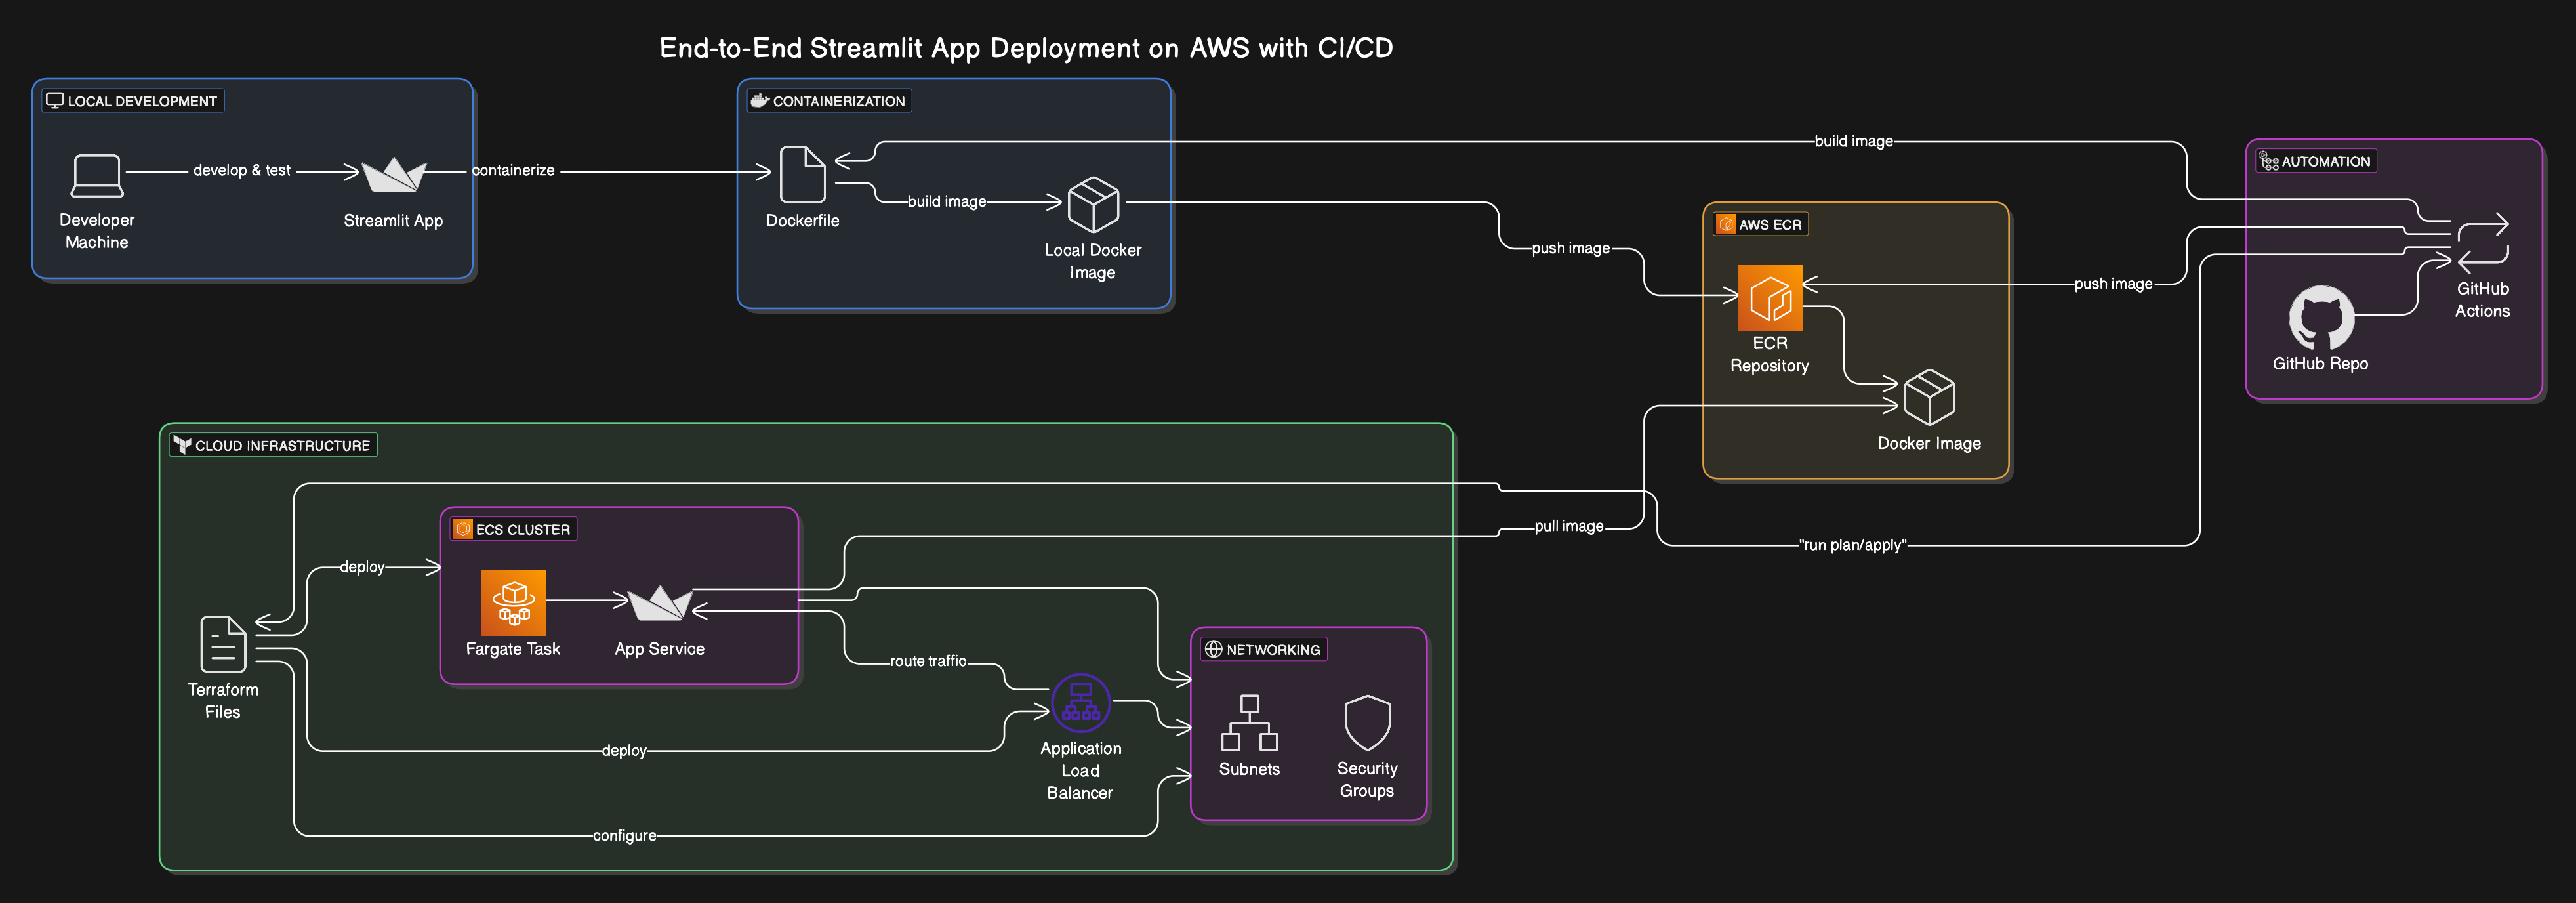 End-to-End Streamlit App Deployment on AWS with CI/CD
LOCAL DEVELOPMENT
develop & test
Developer
Machine
Streamlit App
containerize
CONTAINERIZATION
Dockerfile
build image
Local Docker
Image
build image
push image
AWS ECR
ECR
Repository
Docker Image
push image
AUTOMATION
GitHub
Actions
GitHub Repo
CLOUD INFRASTRUCTURE
Terraform
Files
deploy
ECS CLUSTER
Fargate Task
App Service
pull image
"run plan/apply"
route traffic
deploy
Application
Load
Balancer
configure
NETWORKING
Subnets
Security
Groups